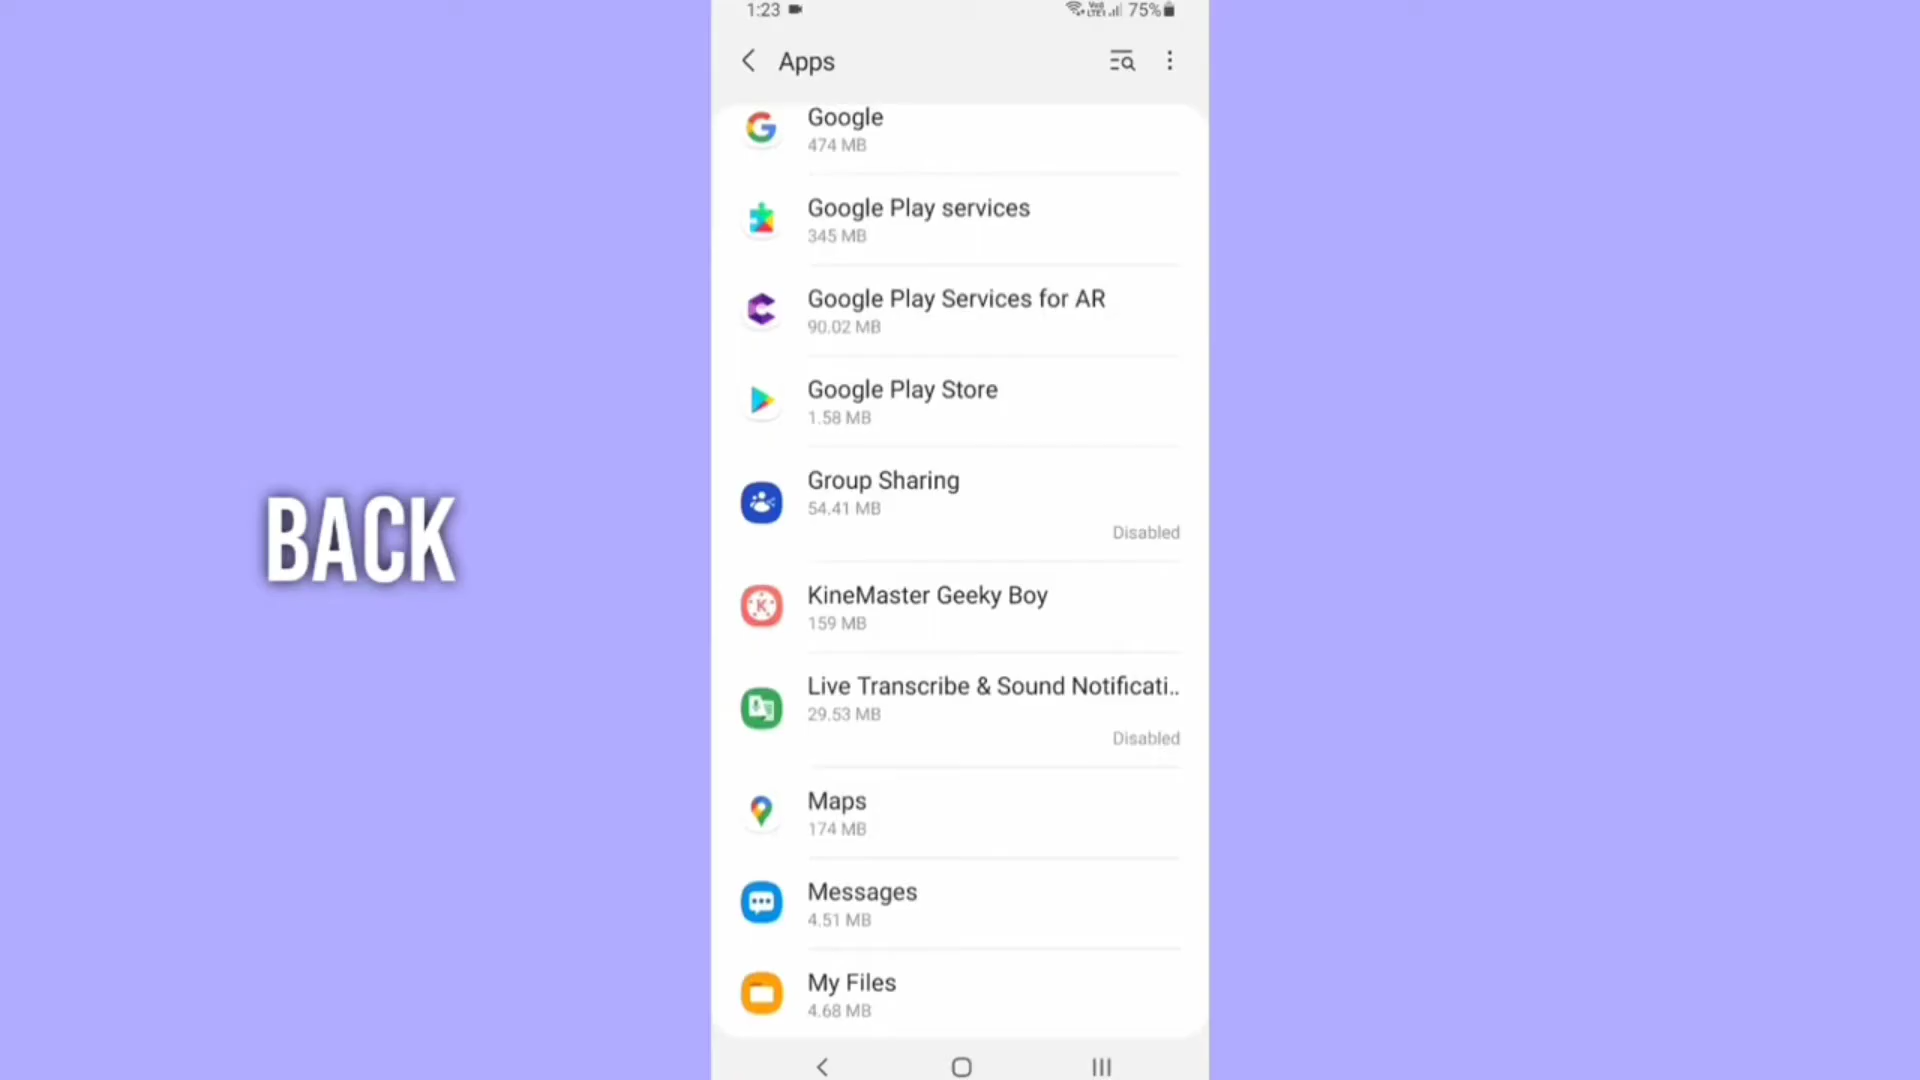 1:23
75%
Apps
Google
474 MB
Google Play services
345 MB
Google Play Services for AR
90.02 MB
Google Play Store
1.58 MB
Group Sharing
54.41 MB
Disabled
BACK
KineMaster Geeky Boy
159 MB
Live Transcribe & Sound Notificati..
29.53 MB
Disabled
Maps
174 MB
Messages
4.51 MB
My Files
4.68 MB